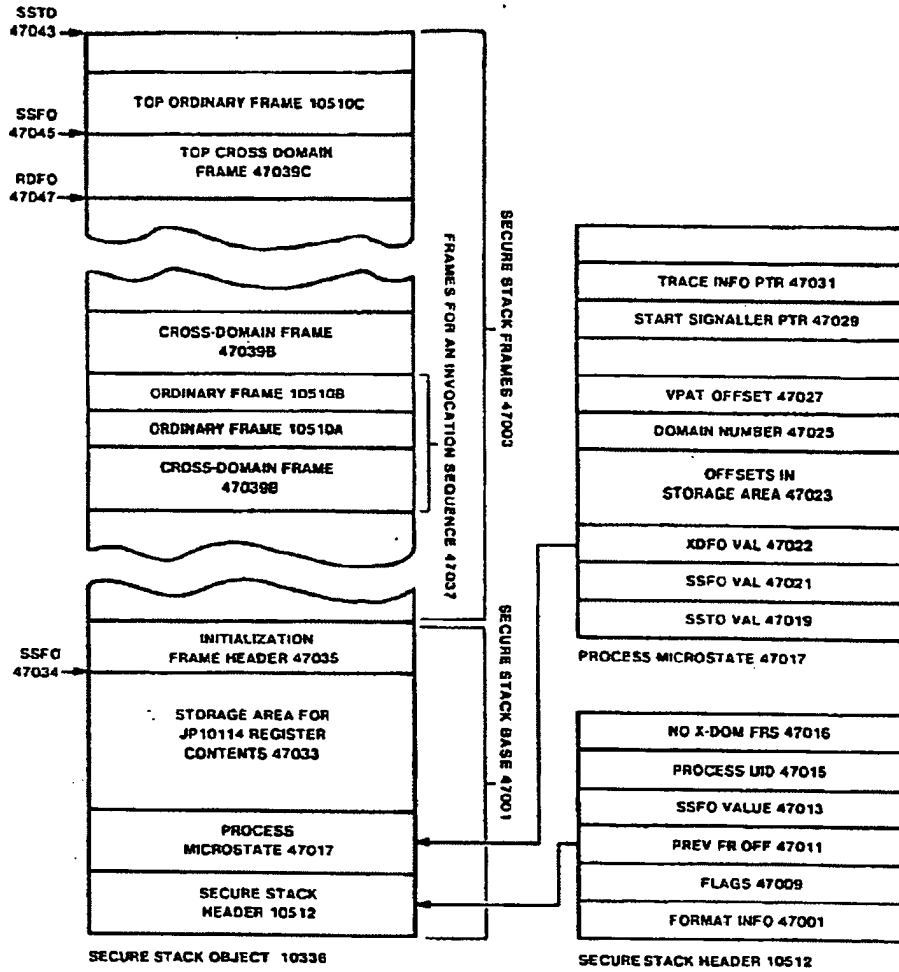 SSTO
47043
TOP ORDINARY FRAME 10510C
SSFO
47045
TOP CROSS DOMAIN
FRAME 47039C
RDFO
47047
CROSS-DOMAIN FRAME
47039B
ORDINARY FRAME 10510B
ORDINARY FRAME 10510A
CROSS-DOMAIN FRAME
47039B
INITIALIZATION
FRAME HEADER 47035
SSFO
47034
STORAGE AREA FOR
JP10114 REGISTER
CONTENTS 47033
PROCESS
MICROSTATE 47017
SECURE STACK
HEADER 10512
SECURE STACK OBJECT 10336
FRAMES FOR AN INVOCATION SEQUENCE 47037
SECURE STACK FRAMES 47003
SECURE STACK BASE 47001
TRACE INFO PTR 47031
START SIGNALLER PTR 47029
VPAT OFFSET 47027
DOMAIN NUMBER 47025
OFFSETS IN
STORAGE AREA 47023
XDFO VAL 47022
SSFO VAL 47021
SSTO VAL 47019
PROCESS MICROSTATE 47017
NO X-DOM FRS 47016
PROCESS UID 47015
SSFO VALUE 47013
PREV FR OFF 47011
FLAGS 47009
FORMAT INFO 47001
SECURE STACK HEADER 10512